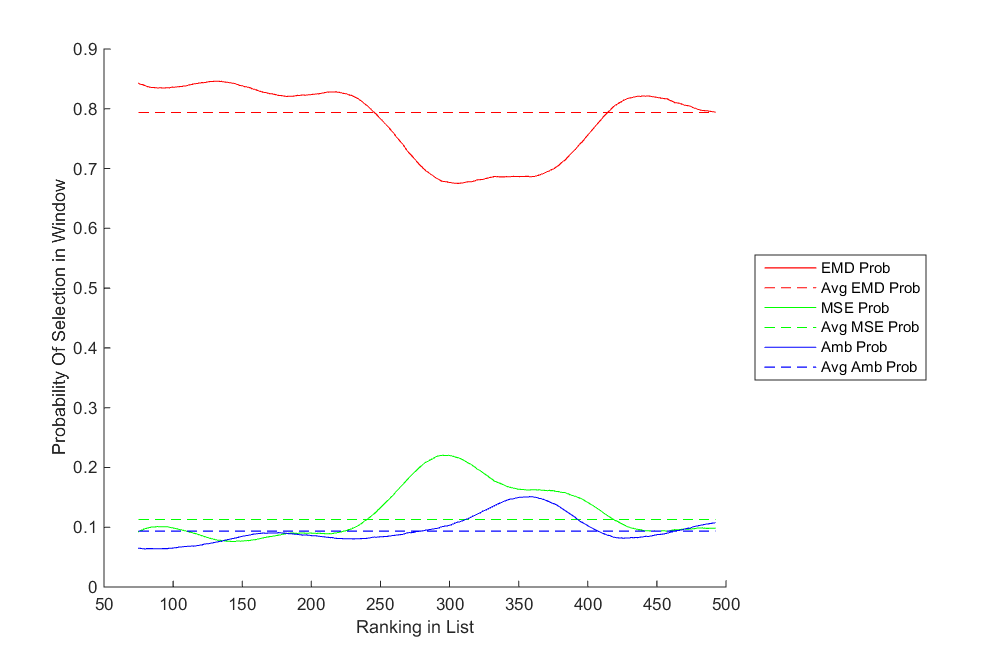 0.9
0.8
0.7
0.6
0.5
0.4
0.3
0.2
0.1
0
Probability Of Selection in Window
50 100 150 200 250 300 350 400 450 500
Ranking in List
EMD Prob
Avg EMD Prob
MSE Prob
Avg MSE Prob
Amb Prob
Avg Amb Prob